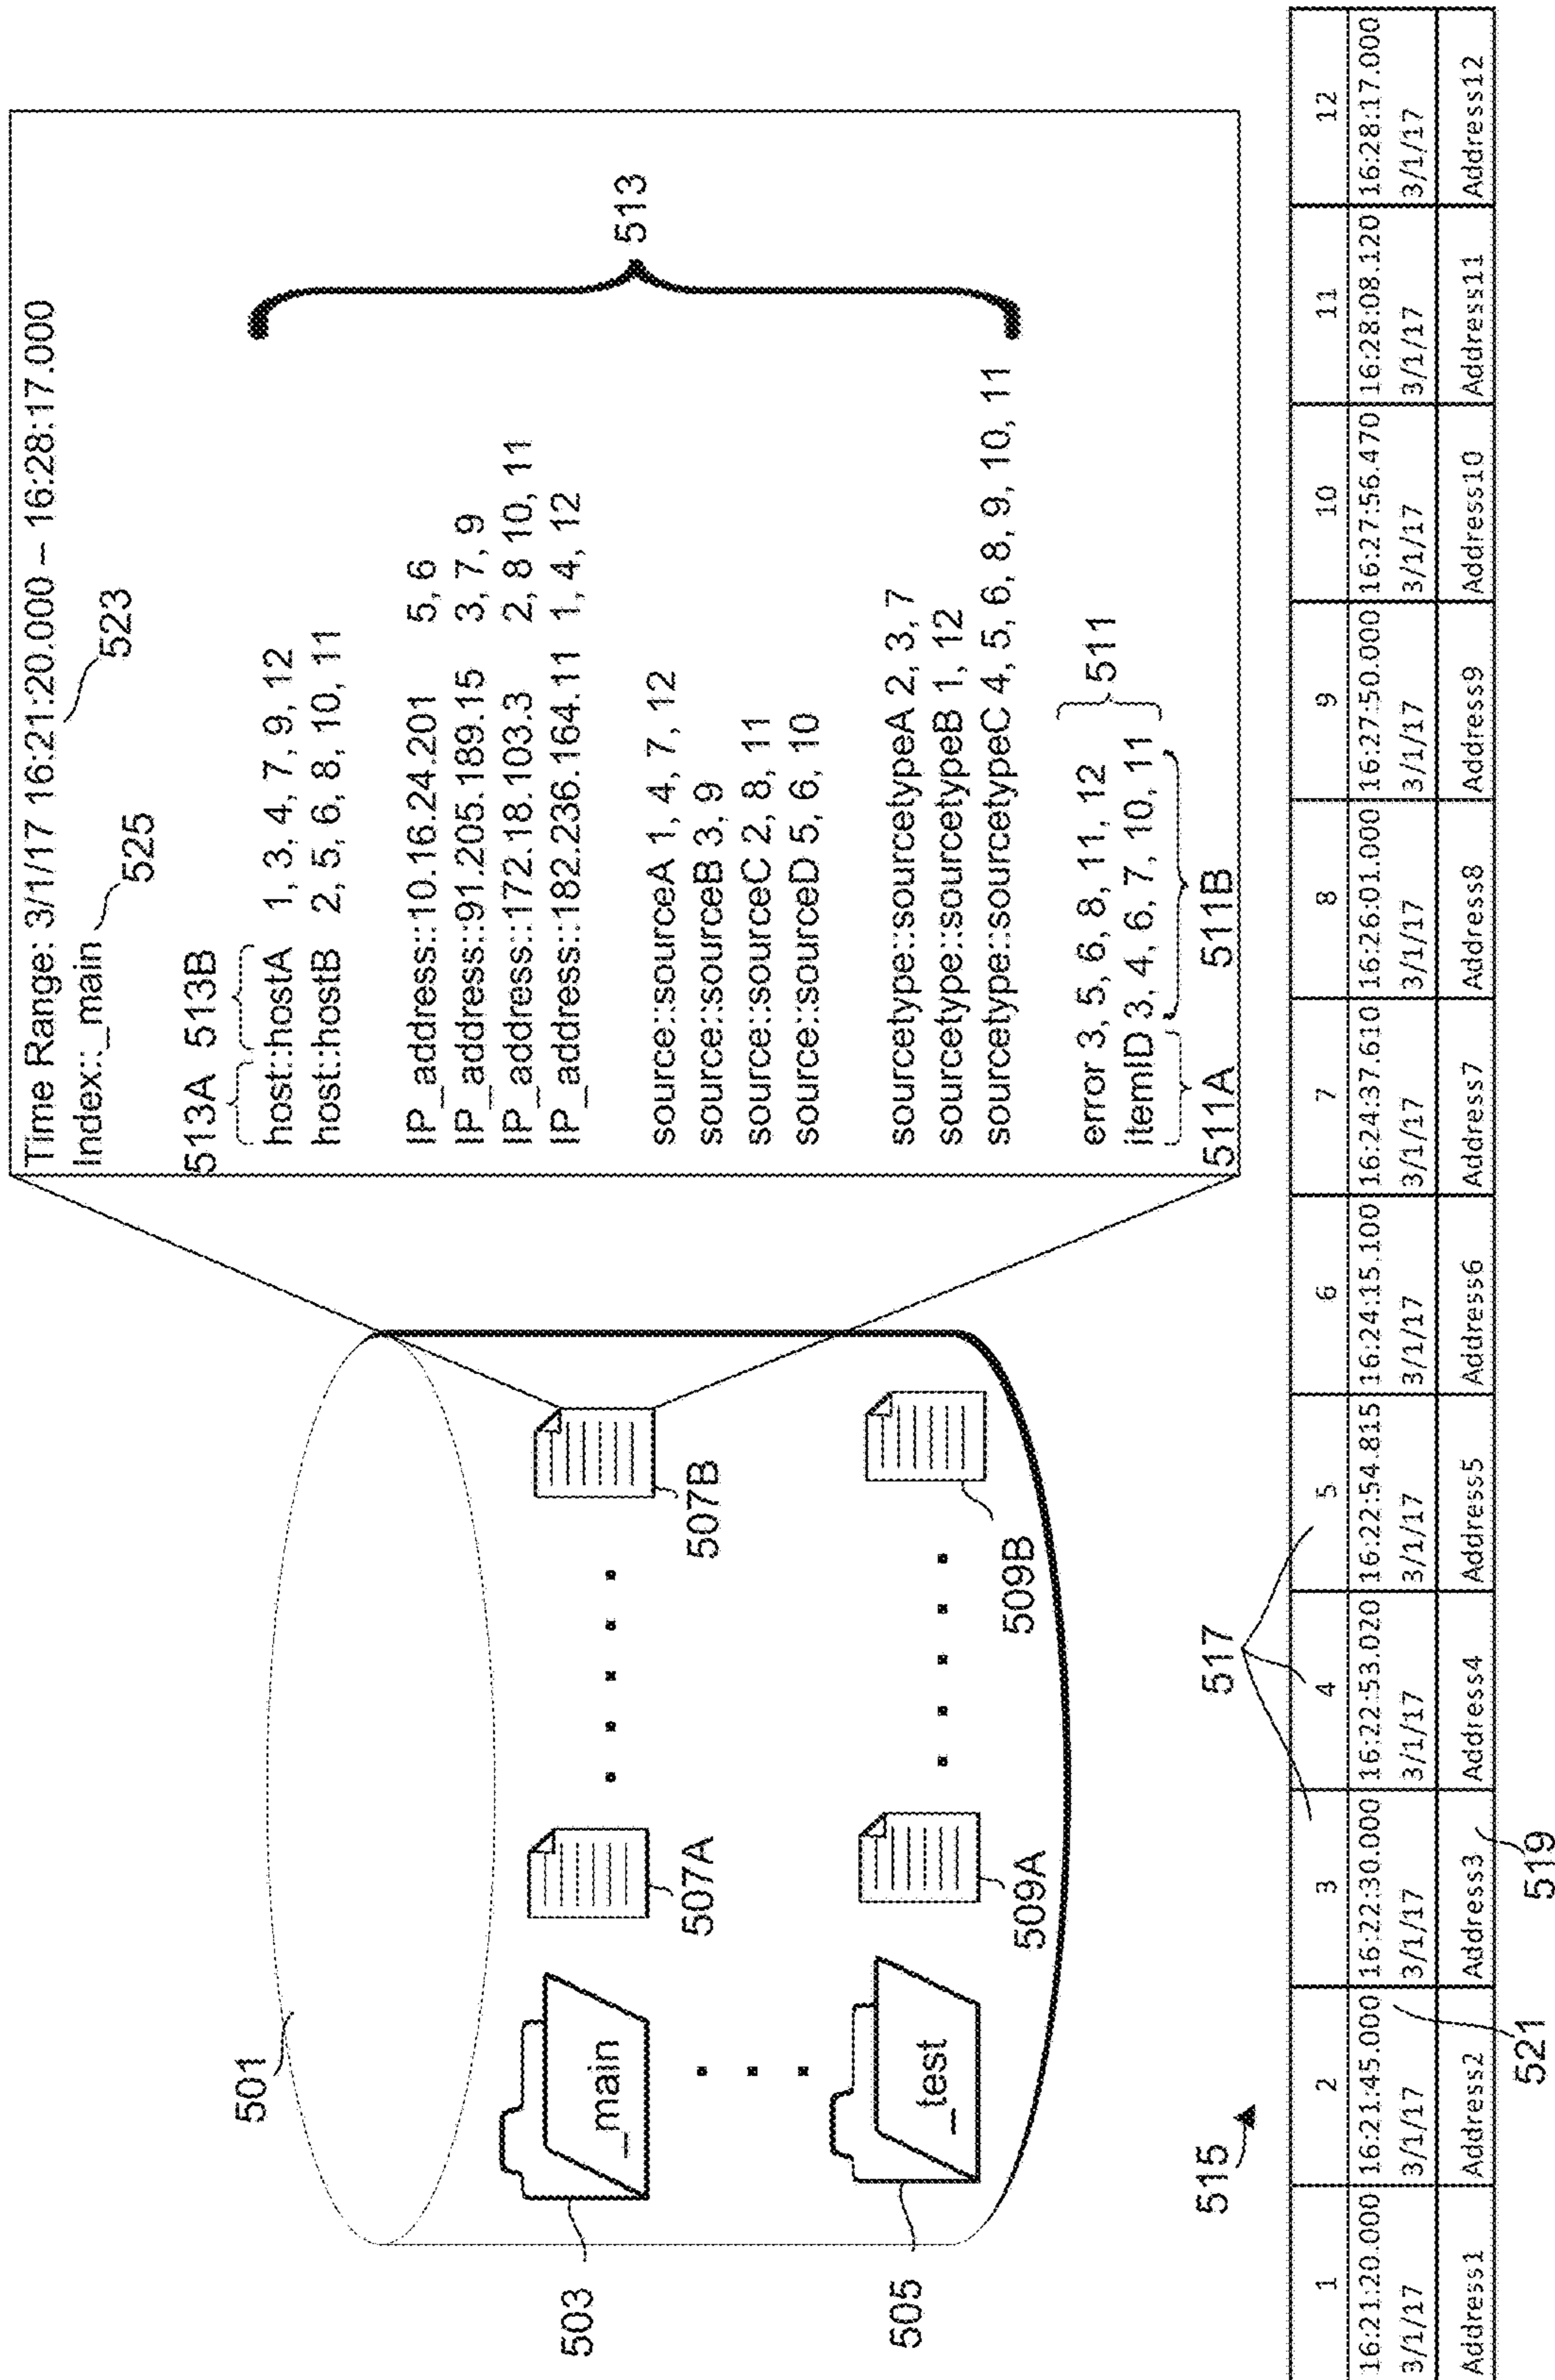 Time Range: 3/1/17 16:21:20.000 – 16:28:17.000
523
Index::_main
525
513A 513B
host::hostA 1, 3, 4, 7, 9, 12
host::hostB 2, 5, 6, 8, 10, 11
IP_address::10.16.24.201 5, 6
IP_address::91.205.189.15 3, 7, 9
IP_address::172.18.103.3 2, 8 10, 11
IP_address::182.236.164.11 1, 4, 12
513
source::sourceA 1, 4, 7, 12
source::sourceB 3, 9
source::sourceC 2, 8, 11
source::sourceD 5, 6, 10
sourcetype::sourcetypeA 2, 3, 7
sourcetype::sourcetypeB 1, 12
sourcetype::sourcetypeC 4, 5, 6, 8, 9, 10, 11
error 3, 5, 6, 8, 11, 12
itemID 3, 4, 6, 7, 10, 11
511
511A 511B
501
503
_main
507A
507B
505
_test
509A
509B
515
517
1 2 3 4 5 6 7 8 9 10 11 12
16:21:20.000 16:21:45.000 16:22:30.000 16:22:53.020 16:22:54.815 16:24:15.100 16:24:37.610 16:26:01.000 16:27:50.000 16:27:56.470 16:28:08.120 16:28:17.000
3/1/17 3/1/17 3/1/17 3/1/17 3/1/17 3/1/17 3/1/17 3/1/17 3/1/17 3/1/17 3/1/17 3/1/17
Address1 Address2 Address3 Address4 Address5 Address6 Address7 Address8 Address9 Address10 Address11 Address12
521
519